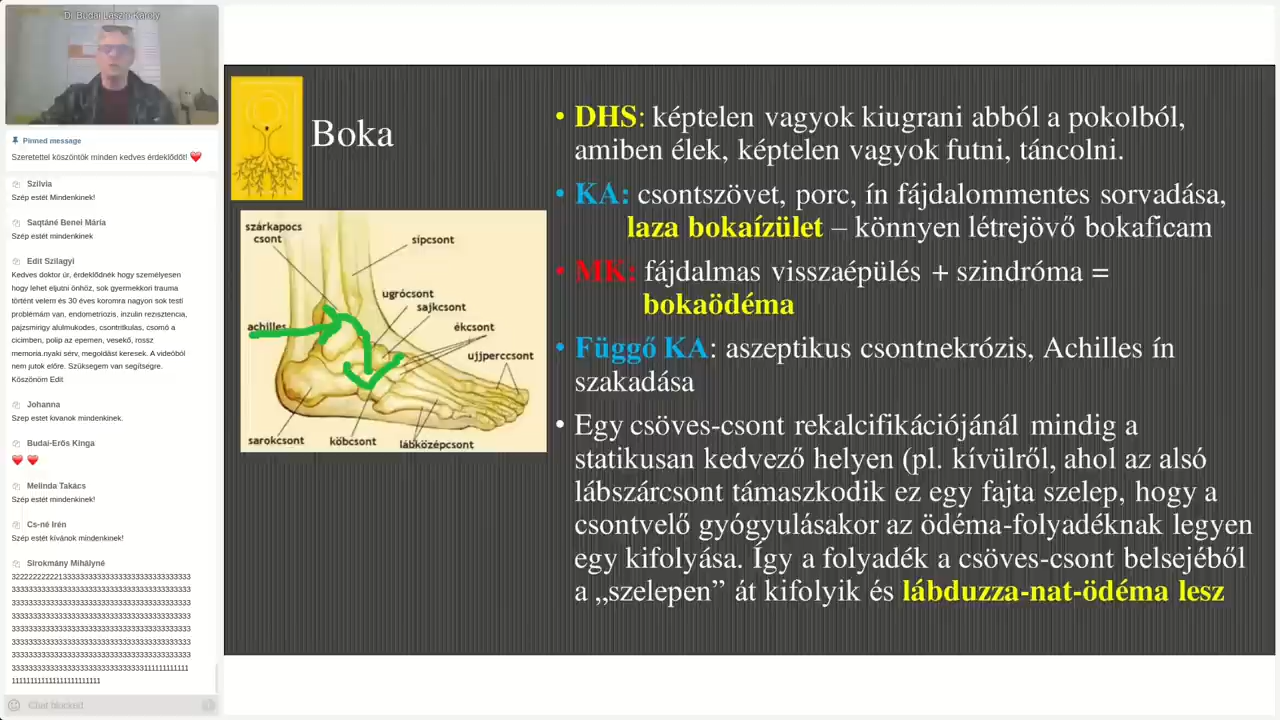 Dr Budai László Károly
Pinned message
Szeretettel köszöntök minden kedves érdeklődőt! ❤️
Szilvia
Szép estét Mindenkinek!
Saqtáné Benei Mária
Szép estét mindenkinek
Edit Szilagyi
Kedves doktor úr, érdeklődnék hogy személyesen
hogy lehet eljutni önhöz, sok gyermekkori trauma
történt velem és 30 éves koromra nagyon sok testi
problémám van, endometriozis, inzulin rezisztencia,
pajzsmirigy alulmukodes, csontritkulas, csomó a
cicimben, polip az epemen, vesekő, rossz
memoria.nyaki sérv, megoldást keresek. A videóból
nem jutok előre. Szüksegem van segítségre.
Köszönöm Edit
Johanna
Szep estet kivanok mindenkinek.
Budai-Erős Kinga
❤️ ❤️
Melinda Takács
Szép estét mindenkinek!
Cs-né Irén
Szép estét kívánok mindenkinek!
Sirokmány Mihályné
Chat blocked
Boka
szárkapocs
csont
sípcsont
ugrócsont
sajkcsont
achilles
ékcsont
ujjperccsont
sarokcsont
köbcsont
lábközépcsont
• DHS: képtelen vagyok kiugrani abból a pokolból,
amiben élek, képtelen vagyok futni, táncolni.
• KA: csontszövet, porc, ín fájdalommentes sorvadása,
laza bokaízület – könnyen létrejövő bokaficam
• MK: fájdalmas visszaépülés + szindróma =
bokaödéma
• Függő KA: aszeptikus csontnekrózis, Achilles ín
szakadása
• Egy csöves-csont rekalcifikációjánál mindig a
statikusan kedvező helyen (pl. kívülről, ahol az alsó
lábszárcsont támaszkodik ez egy fajta szelep, hogy a
csontvelő gyógyulásakor az ödéma-folyadéknak legyen
egy kifolyása. Így a folyadék a csöves-csont belsejéből
a „szelepen” át kifolyik és lábduzza-nat-ödéma lesz